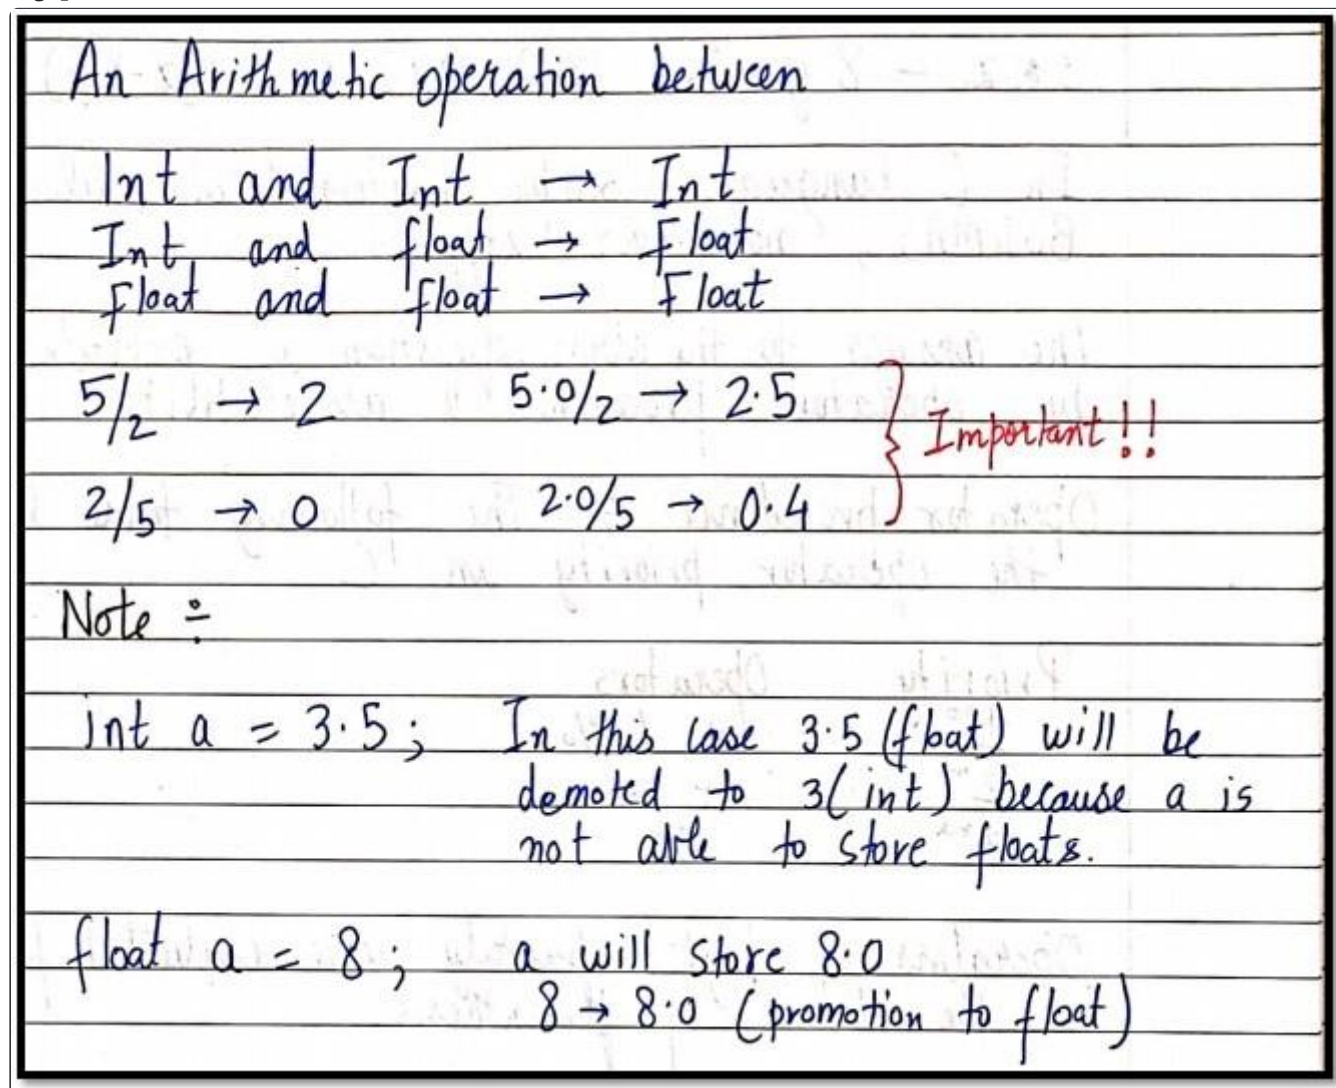 An Arithmetic operation between
Int and Int → Int
Int and float → Float
Float and float → Float
5/2 → 2 5.0/2 → 2.5
Important!!
2/5 → 0 2.0/5 → 0.4
Note ÷
int a = 3.5; In this case 3.5 (float) will be
demoted to 3(int) because a is
not able to store floats.
float a = 8; a will store 8.0
8 → 8.0 (promotion to float)